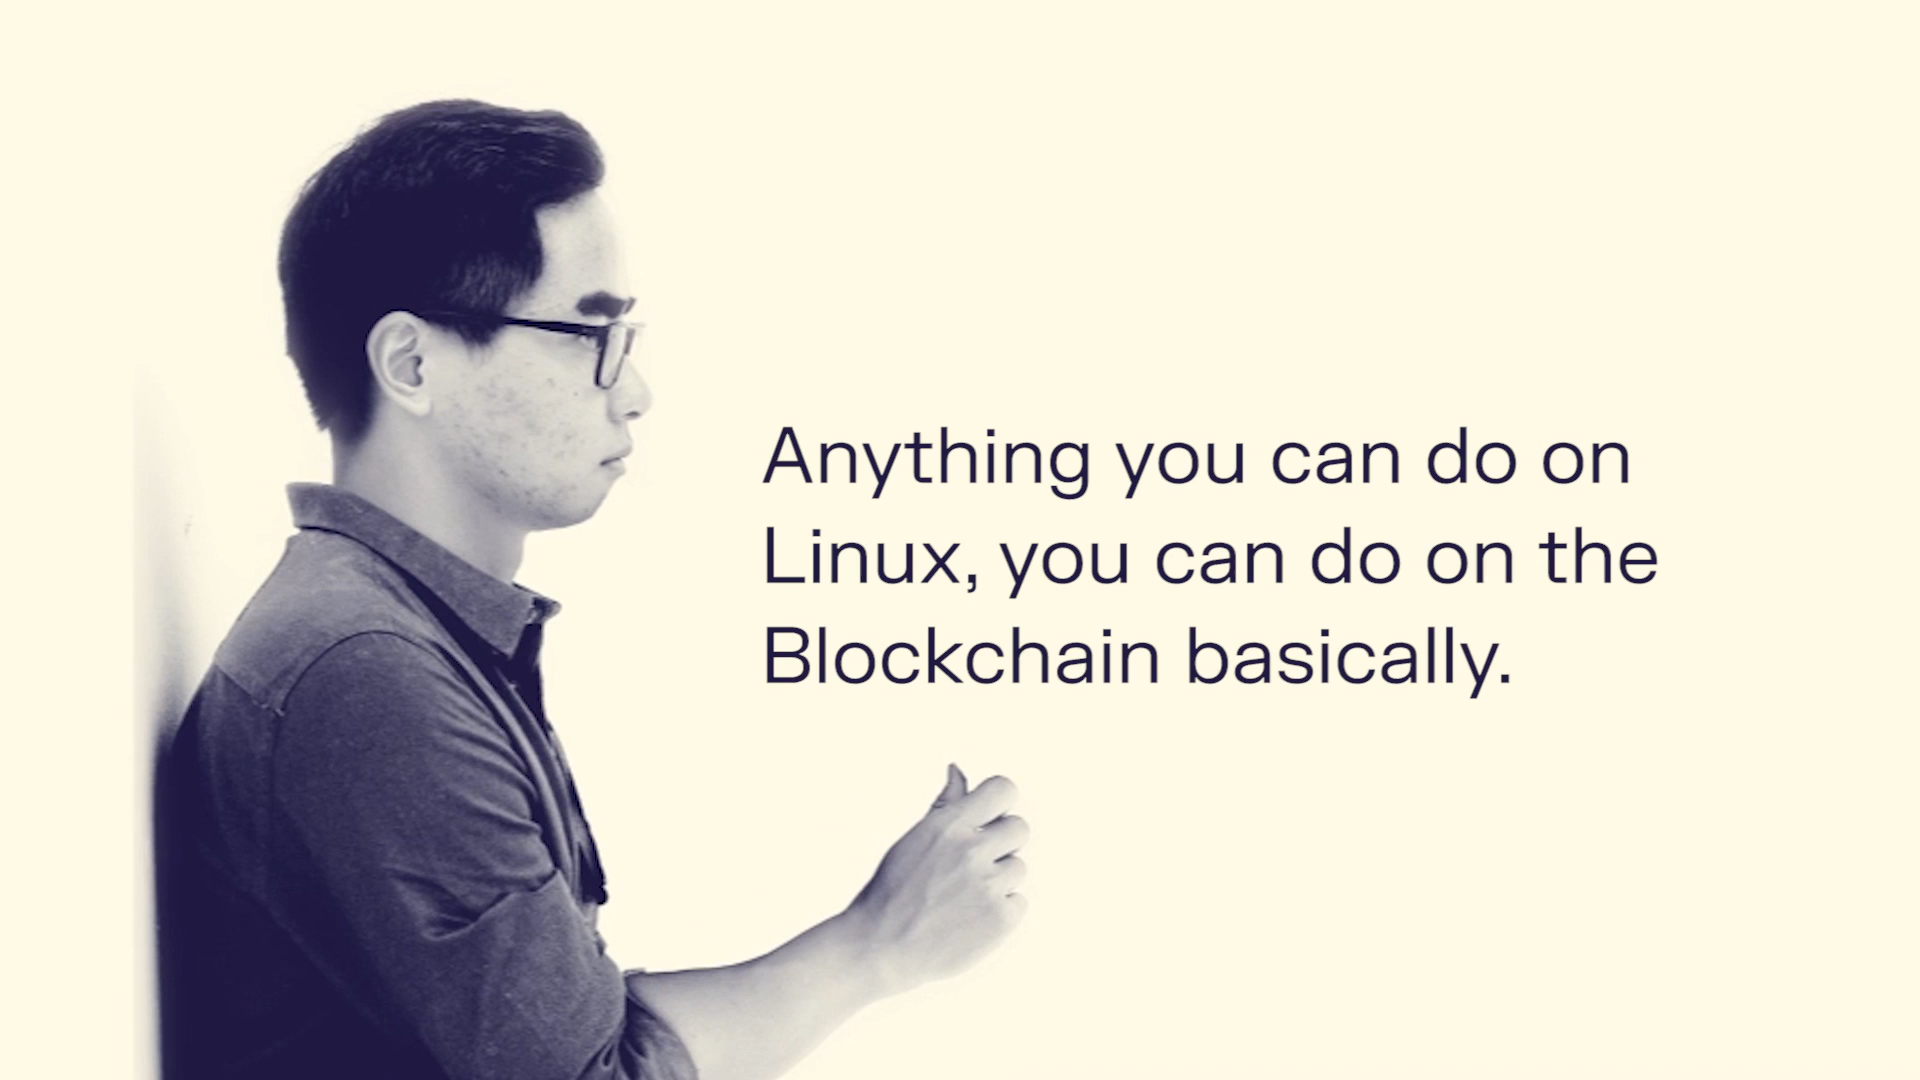 Anything you can do on
Linux, you can do on the
Blockchain basically.